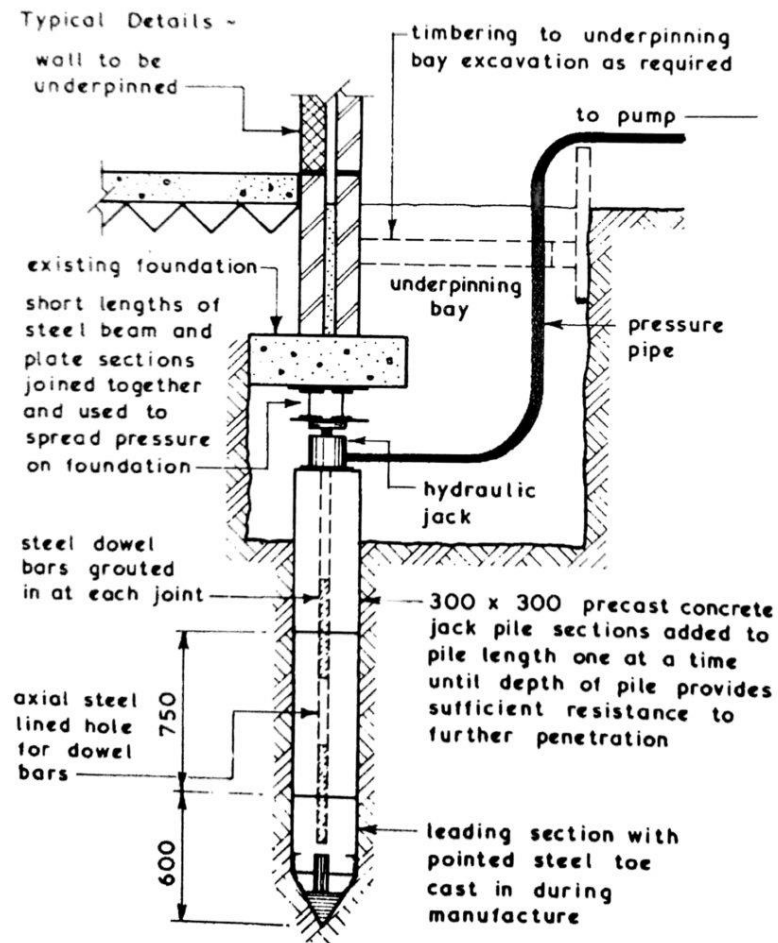 Typical Details ~
wall to be
underpinned
timbering to underpinning
bay excavation as required
to pump
existing foundation
underpinning
bay
short lengths of
steel beam and
plate sections
joined together
and used to
spread pressure
on foundation
pressure
pipe
hydraulic
jack
steel dowel
bars grouted
in at each joint
300 x 300 precast concrete
jack pile sections added to
pile length one at a time
until depth of pile provides
sufficient resistance to
further penetration
750
axial steel
lined hole
for dowel
bars
600
leading section with
pointed steel toe
cast in during
manufacture